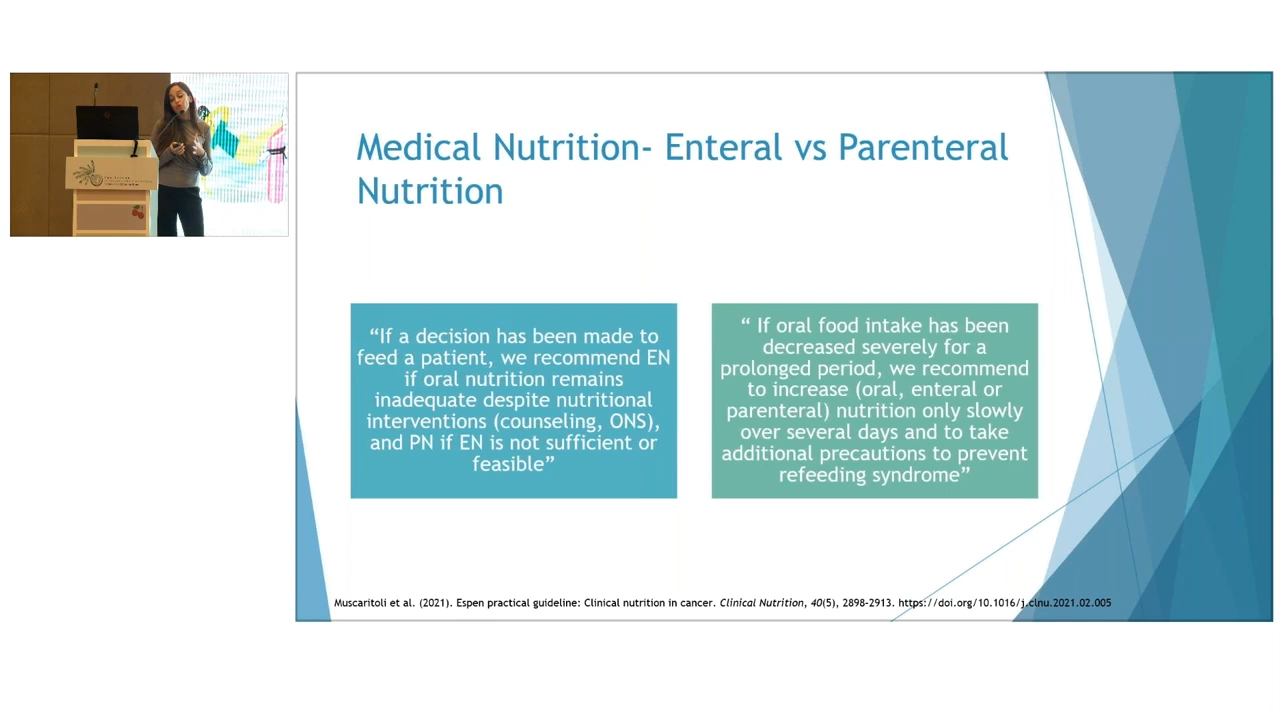 Medical Nutrition- Enteral vs Parenteral
Nutrition
“If a decision has been made to
feed a patient, we recommend EN
if oral nutrition remains
inadequate despite nutritional
interventions (counseling, ONS),
and PN if EN is not sufficient or
feasible”
“ If oral food intake has been
decreased severely for a
prolonged period, we recommend
to increase (oral, enteral or
parenteral) nutrition only slowly
over several days and to take
additional precautions to prevent
refeeding syndrome”
Muscaritoli et al. (2021). Espen practical guideline: Clinical nutrition in cancer. Clinical Nutrition, 40(5), 2898-2913. https://doi.org/10.1016/j.clnu.2021.02.005